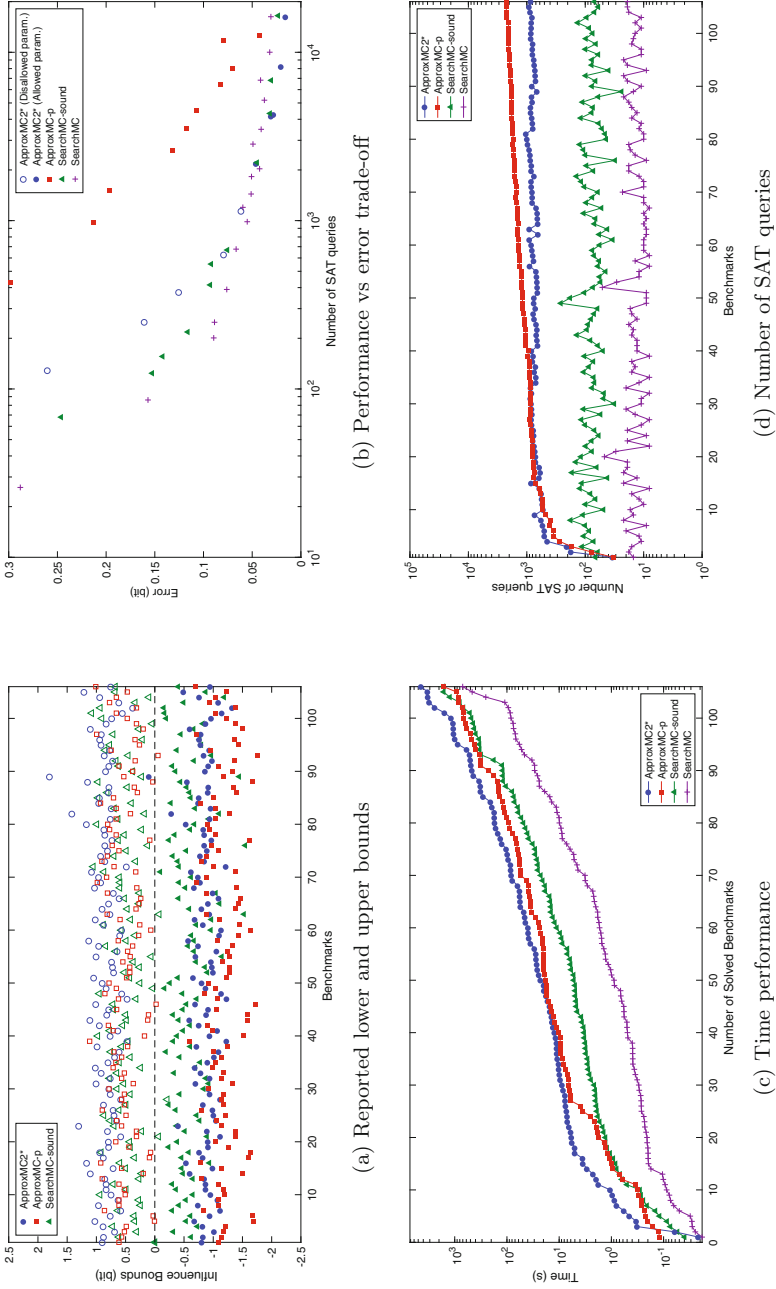 2.5
2
1.5
1
0.5
0
-0.5
-1
-1.5
-2
-2.5
Influence Bounds (bit)
ApproxMC2*
ApproxMC-p
SearchMC-sound
10 20 30 40 50 60 70 80 90 100
Benchmarks
(a) Reported lower and upper bounds
0.3
0.25
0.2
0.15
0.1
0.05
0
Error (bit)
ApproxMC2* (Disallowed param.)
ApproxMC2* (Allowed param.)
ApproxMC-p
SearchMC-sound
SearchMC
10^1 10^2 10^3 10^4
Number of SAT queries
(b) Performance vs error trade-off
10^3
10^2
10^1
10^0
10^-1
Time (s)
ApproxMC2*
ApproxMC-p
SearchMC-sound
SearchMC
0 10 20 30 40 50 60 70 80 90 100
Number of Solved Benchmarks
(c) Time performance
10^5
10^4
10^3
10^2
10^1
10^0
Number of SAT queries
ApproxMC2*
ApproxMC-p
SearchMC-sound
SearchMC
10 20 30 40 50 60 70 80 90 100
Benchmarks
(d) Number of SAT queries